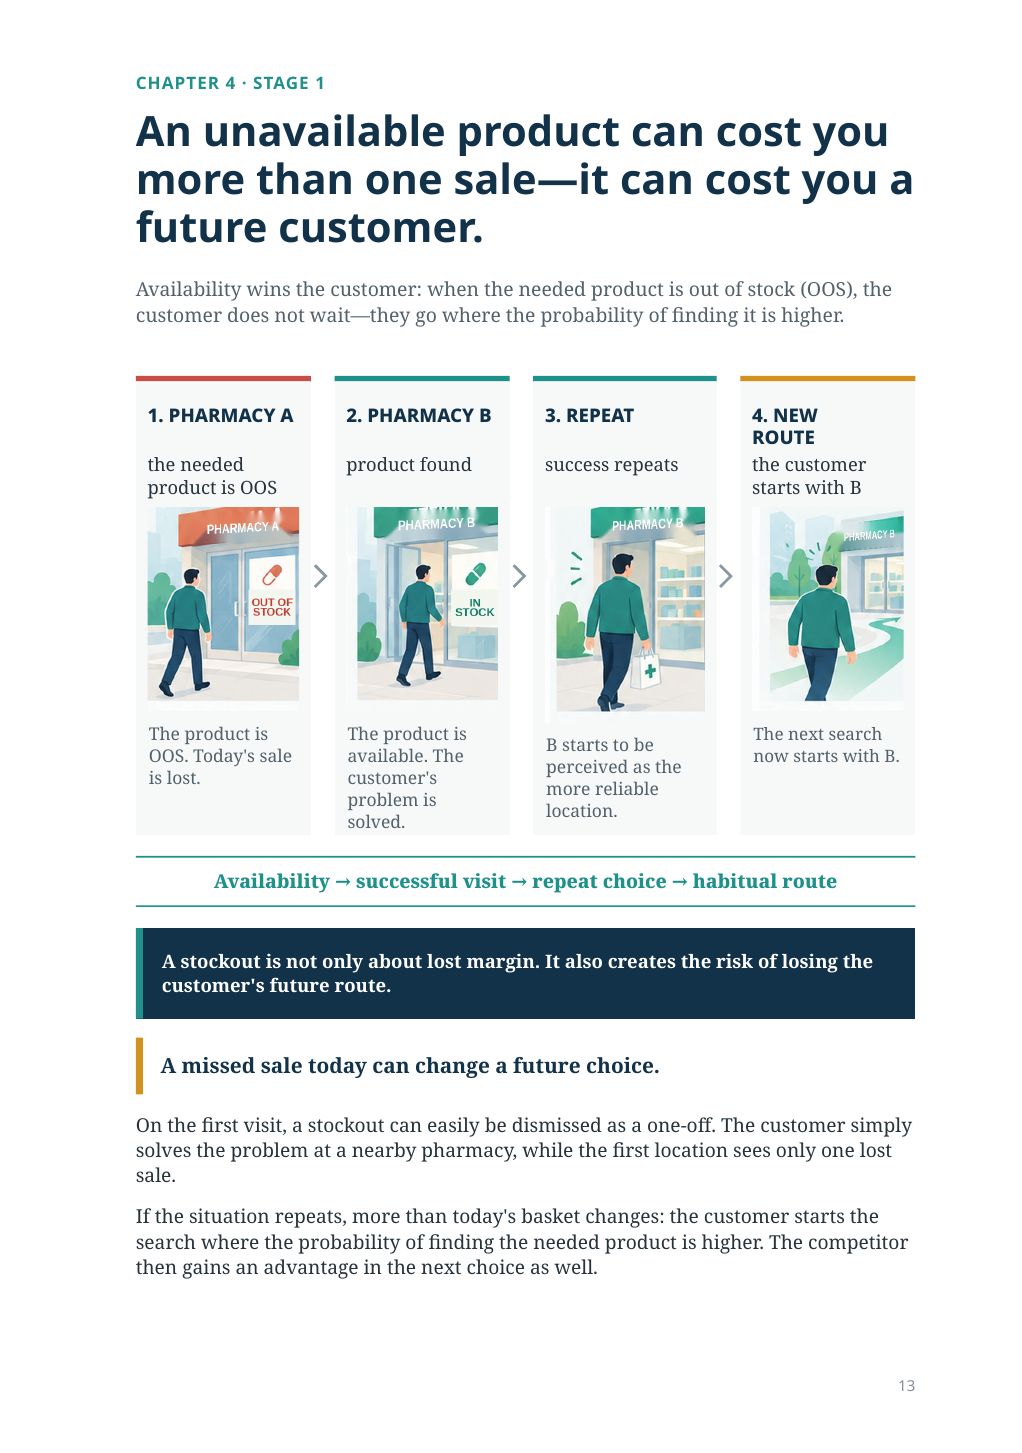 CHAPTER 4 · STAGE 1
An unavailable product can cost you
more than one sale—it can cost you a
future customer.
Availability wins the customer: when the needed product is out of stock (OOS), the
customer does not wait—they go where the probability of finding it is higher.
1. PHARMACY A
the needed
product is OOS
PHARMACY A
OUT OF
STOCK
The product is
OOS. Today's sale
is lost.
2. PHARMACY B
product found
PHARMACY B
IN
STOCK
The product is
available. The
customer's
problem is
solved.
3. REPEAT
success repeats
PHARMACY B
B starts to be
perceived as the
more reliable
location.
4. NEW
ROUTE
the customer
starts with B
PHARMACY B
The next search
now starts with B.
Availability → successful visit → repeat choice → habitual route
A stockout is not only about lost margin. It also creates the risk of losing the
customer's future route.
A missed sale today can change a future choice.
On the first visit, a stockout can easily be dismissed as a one-off. The customer simply
solves the problem at a nearby pharmacy, while the first location sees only one lost
sale.
If the situation repeats, more than today's basket changes: the customer starts the
search where the probability of finding the needed product is higher. The competitor
then gains an advantage in the next choice as well.
13